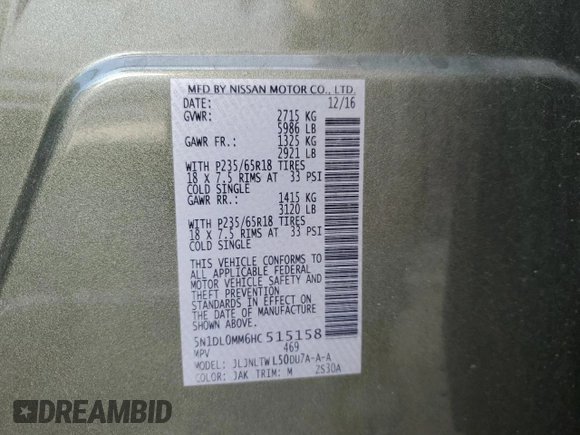 MFD BY NISSAN MOTOR CO., LTD.
DATE: 12/16
GVWR: 2715 KG
5986 LB
GAWR FR.: 1325 KG
2921 LB
WITH P235/65R18 TIRES
18 X 7.5 RIMS AT 33 PSI
COLD SINGLE
GAWR RR.: 1415 KG
3120 LB
WITH P235/65R18 TIRES
18 X 7.5 RIMS AT 33 PSI
COLD SINGLE
THIS VEHICLE CONFORMS TO
ALL APPLICABLE FEDERAL
MOTOR VEHICLE SAFETY AND
THEFT PREVENTION
STANDARDS IN EFFECT ON
THE DATE OF MANUFACTURE
SHOWN ABOVE.
5N1DL0MM6HC515158
MPV 469
MODEL: JLJNLTWL50DU7A-A-A
COLOR: JAK TRIM: M ZS30A
DREAMBID